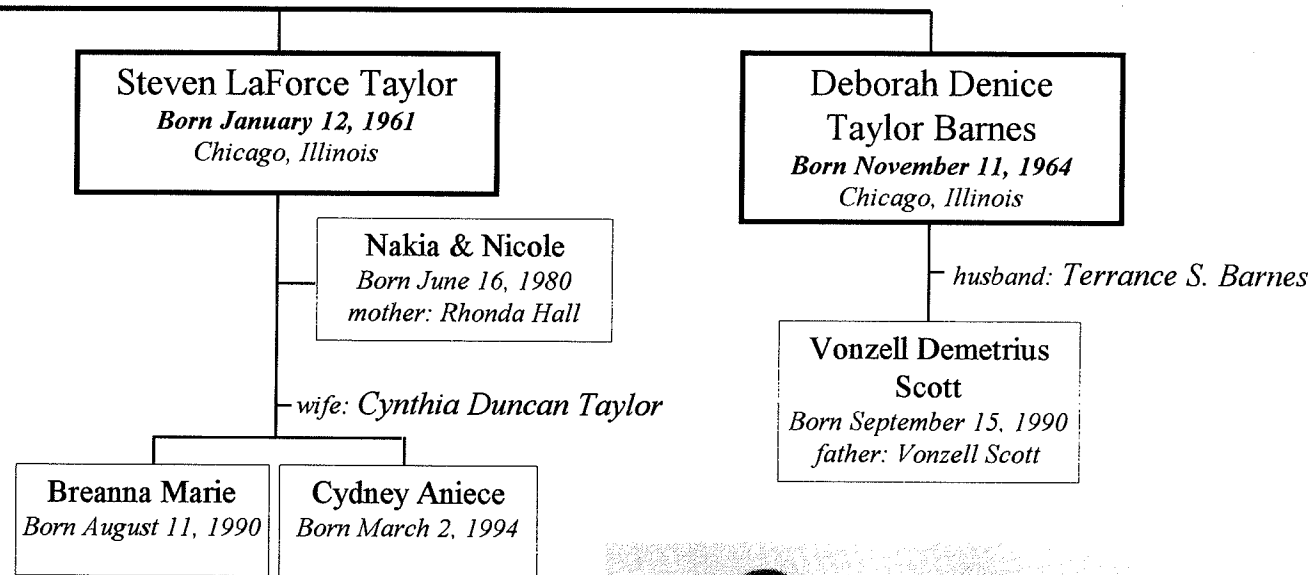 Steven LaForce Taylor
Born January 12, 1961
Chicago, Illinois
Nakia & Nicole
Born June 16, 1980
mother: Rhonda Hall
wife: Cynthia Duncan Taylor
Breanna Marie
Born August 11, 1990
Cydney Aniece
Born March 2, 1994
Deborah Denice
Taylor Barnes
Born November 11, 1964
Chicago, Illinois
husband: Terrance S. Barnes
Vonzell Demetrius
Scott
Born September 15, 1990
father: Vonzell Scott